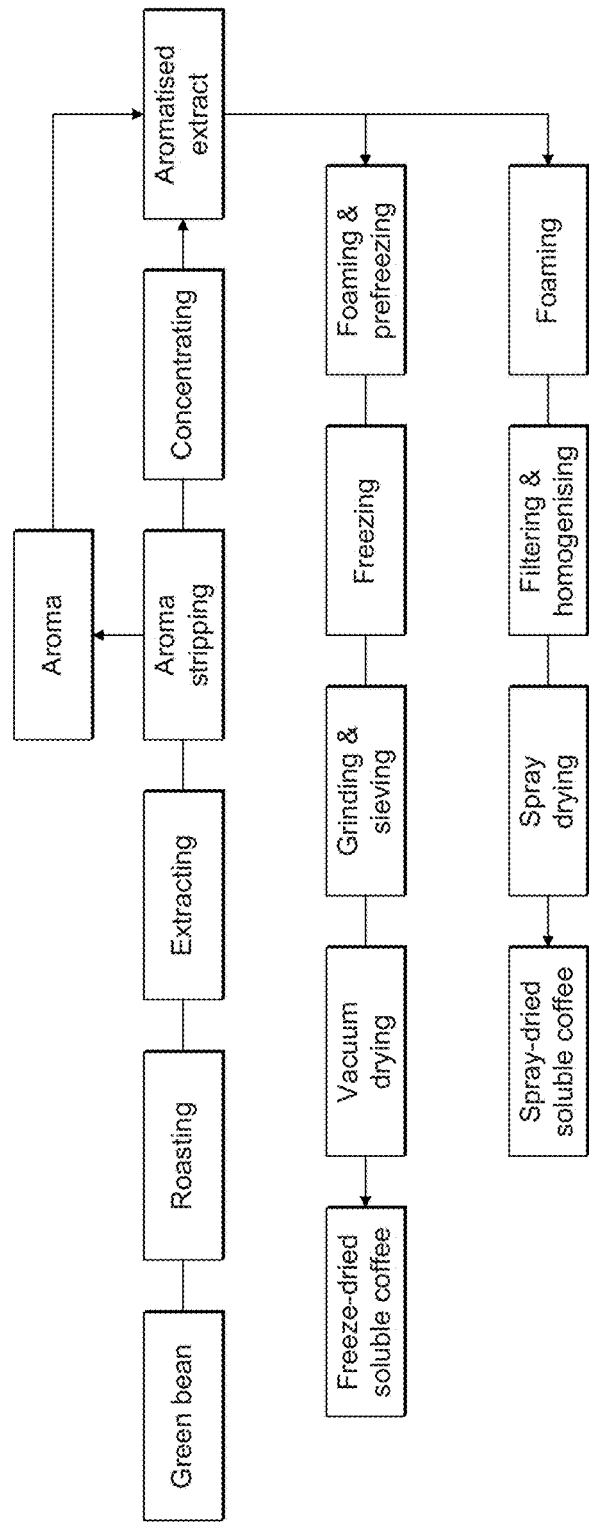 Aroma
Green bean
Roasting
Extracting
Aroma
stripping
Concentrating
Aromatised
extract
Freeze-dried
soluble coffee
Vacuum
drying
Grinding &
sieving
Freezing
Foaming &
prefreezing
Spray-dried
soluble coffee
Spray
drying
Filtering &
homogenising
Foaming